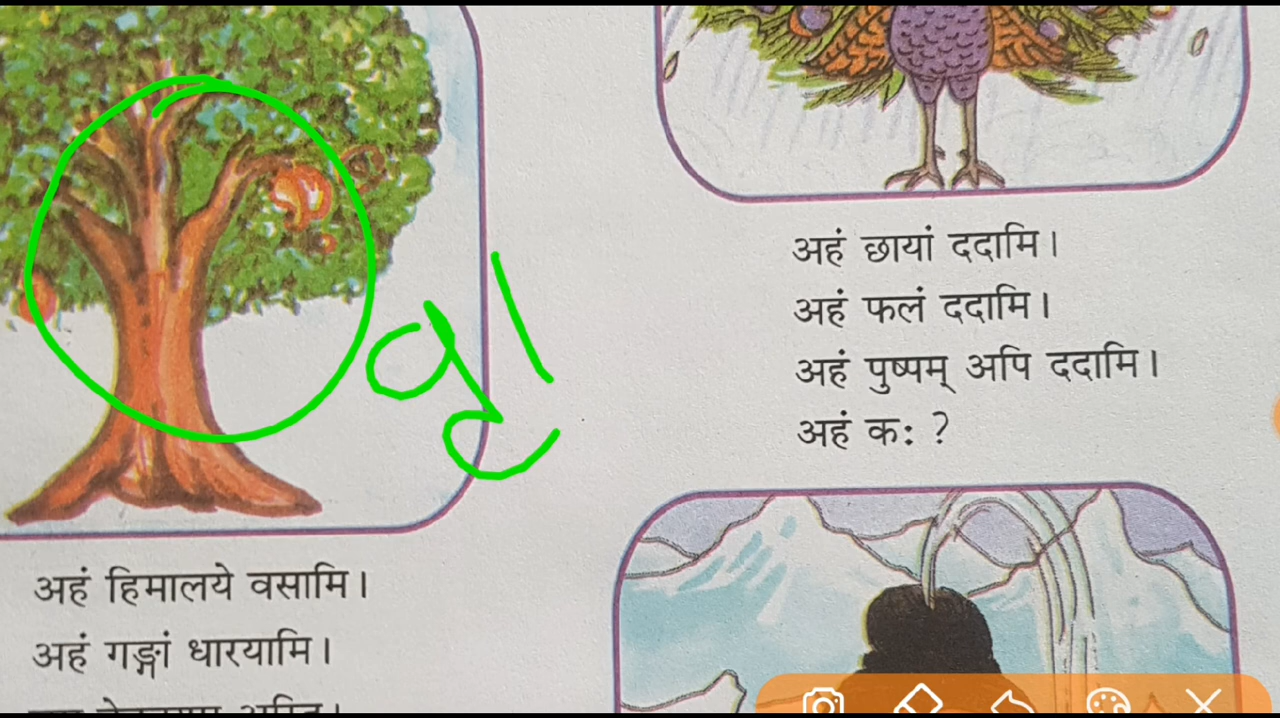 अहं छायां ददामि।
अहं फलं ददामि।
अहं पुष्पम् अपि ददामि।
अहं कः ?
अहं हिमालये वसामि।
अहं गङ्गां धारयामि।